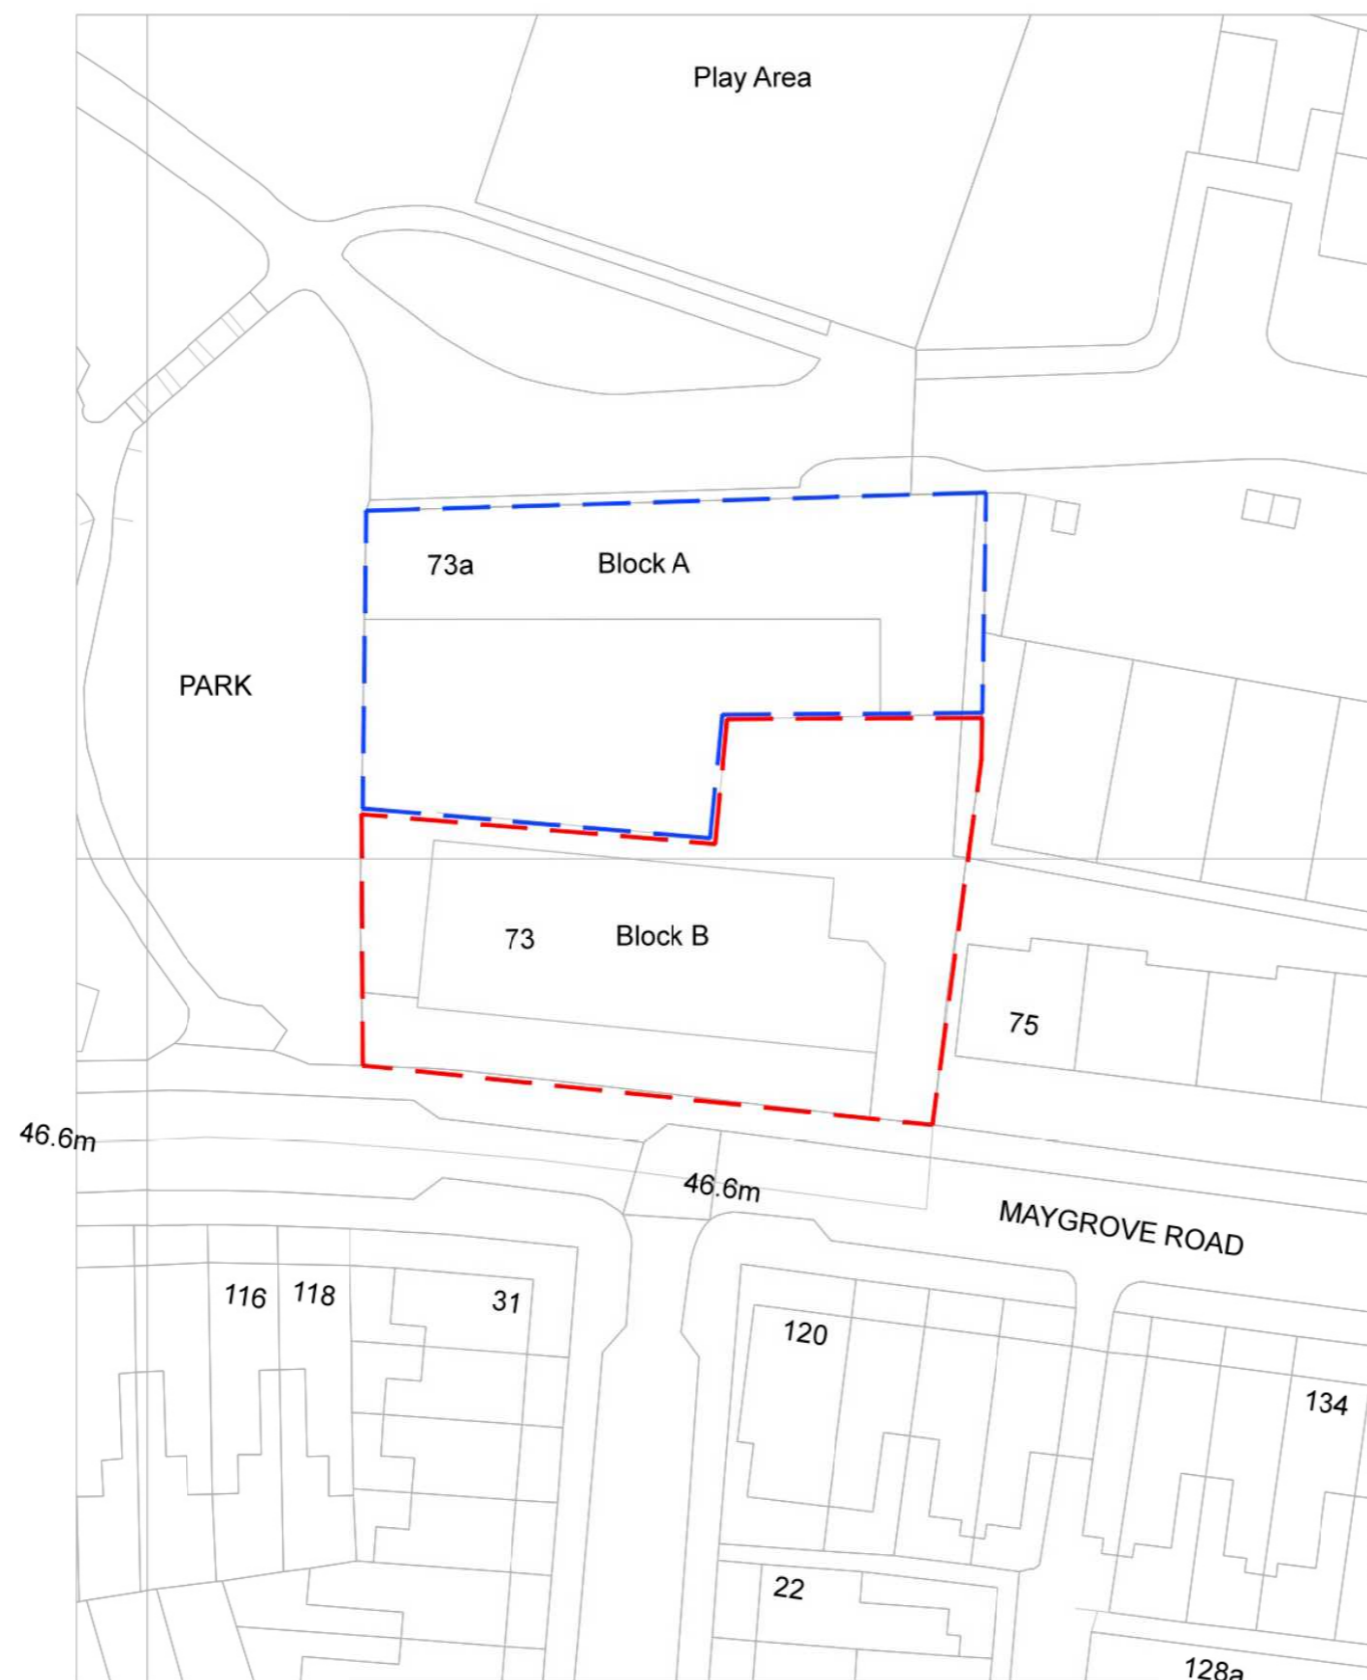 Play Area
73a
Block A
PARK
73
Block B
75
46.6m
46.6m
MAYGROVE ROAD
116
118
31
120
134
22
128a